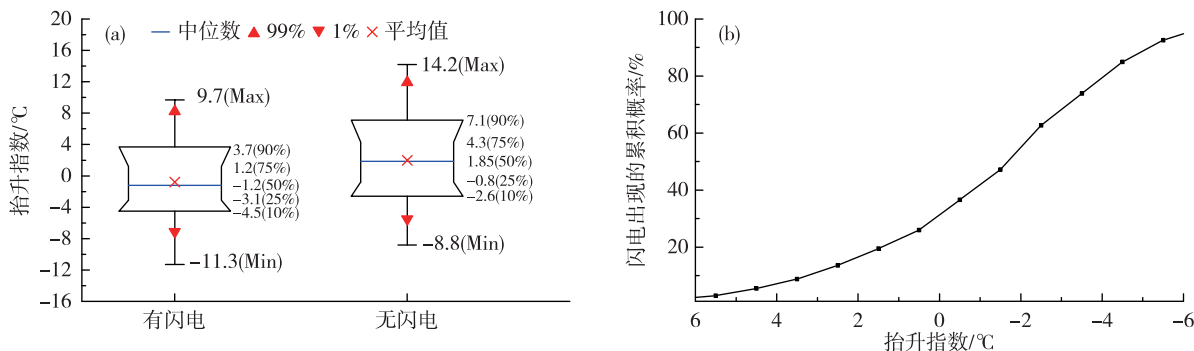 (a)
中位数 99% 1% 平均值
抬升指数/℃
20
16
12
8
4
0
-4
-8
-12
-16
9.7(Max)
3.7(90%)
1.2(75%)
-1.2(50%)
-3.1(25%)
-4.5(10%)
-11.3(Min)
14.2(Max)
7.1(90%)
4.3(75%)
1.85(50%)
-0.8(25%)
-2.6(10%)
-8.8(Min)
有闪电 无闪电
(b)
闪电出现的累积概率/%
100
80
60
40
20
6 4 2 0 -2 -4 -6
抬升指数/℃